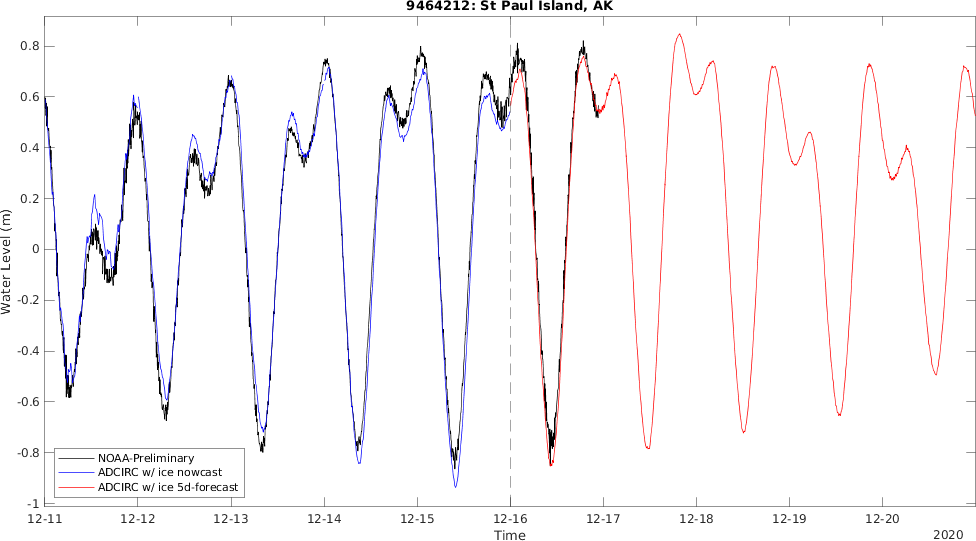 9464212: St Paul Island, AK
0.8
0.6
0.4
0.2
0
-0.2
-0.4
-0.6
-0.8
-1
Water Level (m)
NOAA-Preliminary
ADCIRC w/ ice nowcast
ADCIRC w/ ice 5d-forecast
12-11 12-12 12-13 12-14 12-15 12-16 12-17 12-18 12-19 12-20
Time
2020